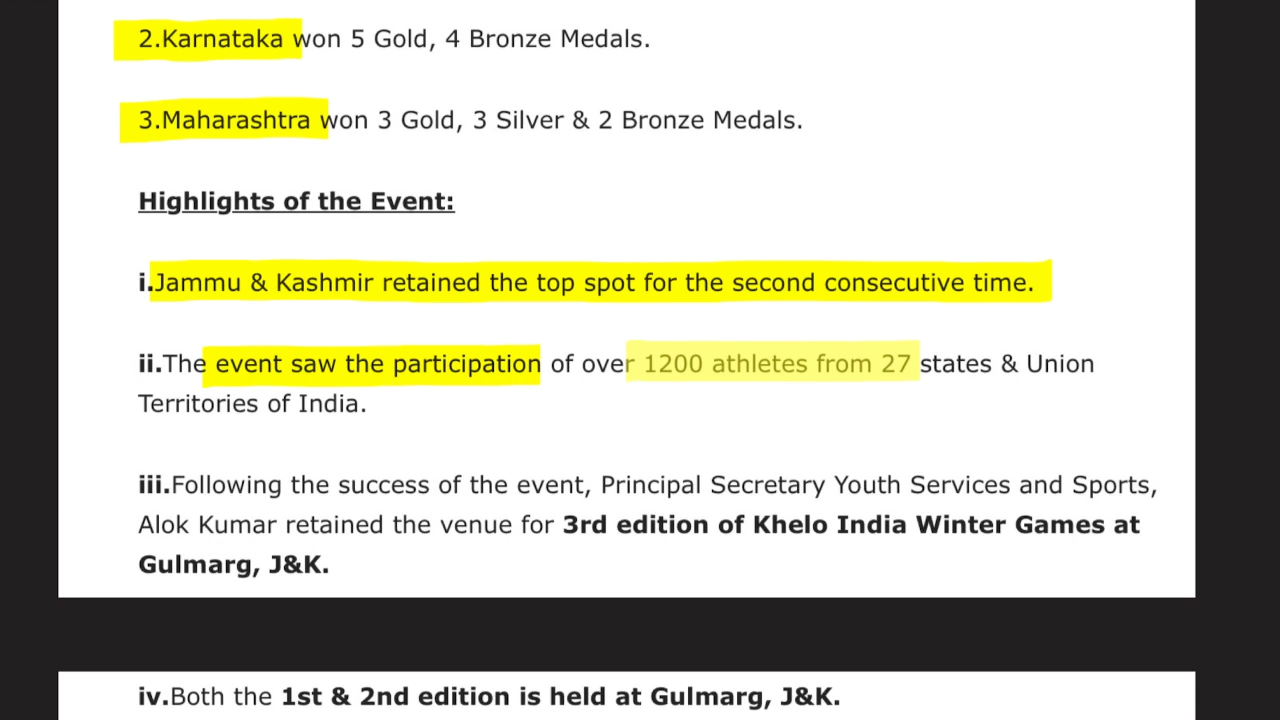 2.Karnataka won 5 Gold, 4 Bronze Medals.
3.Maharashtra won 3 Gold, 3 Silver & 2 Bronze Medals.
Highlights of the Event:
i.Jammu & Kashmir retained the top spot for the second consecutive time.
ii.The event saw the participation of over 1200 athletes from 27 states & Union
Territories of India.
iii.Following the success of the event, Principal Secretary Youth Services and Sports,
Alok Kumar retained the venue for 3rd edition of Khelo India Winter Games at
Gulmarg, J&K.
iv.Both the 1st & 2nd edition is held at Gulmarg, J&K.